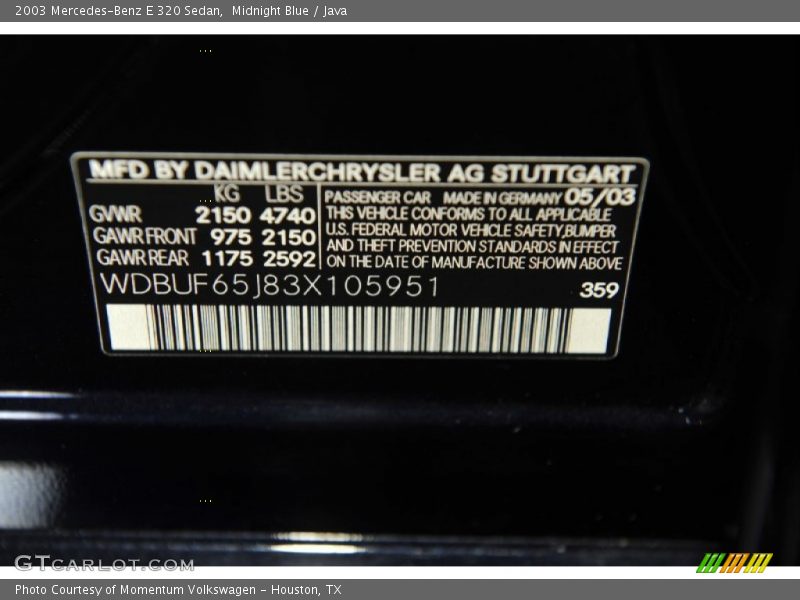 2003 Mercedes-Benz E 320 Sedan,  Midnight Blue / Java
MFD BY DAIMLERCHRYSLER AG STUTTGART
KG LBS
GVWR 2150 4740
GAWR FRONT 975 2150
GAWR REAR 1175 2592
PASSENGER CAR MADE IN GERMANY 05/03
THIS VEHICLE CONFORMS TO ALL APPLICABLE
U.S. FEDERAL MOTOR VEHICLE SAFETY,BUMPER
AND THEFT PREVENTION STANDARDS IN EFFECT
ON THE DATE OF MANUFACTURE SHOWN ABOVE
WDBUF65J83X105951 359
GTCARLOT.COM
Photo Courtesy of Momentum Volkswagen - Houston, TX